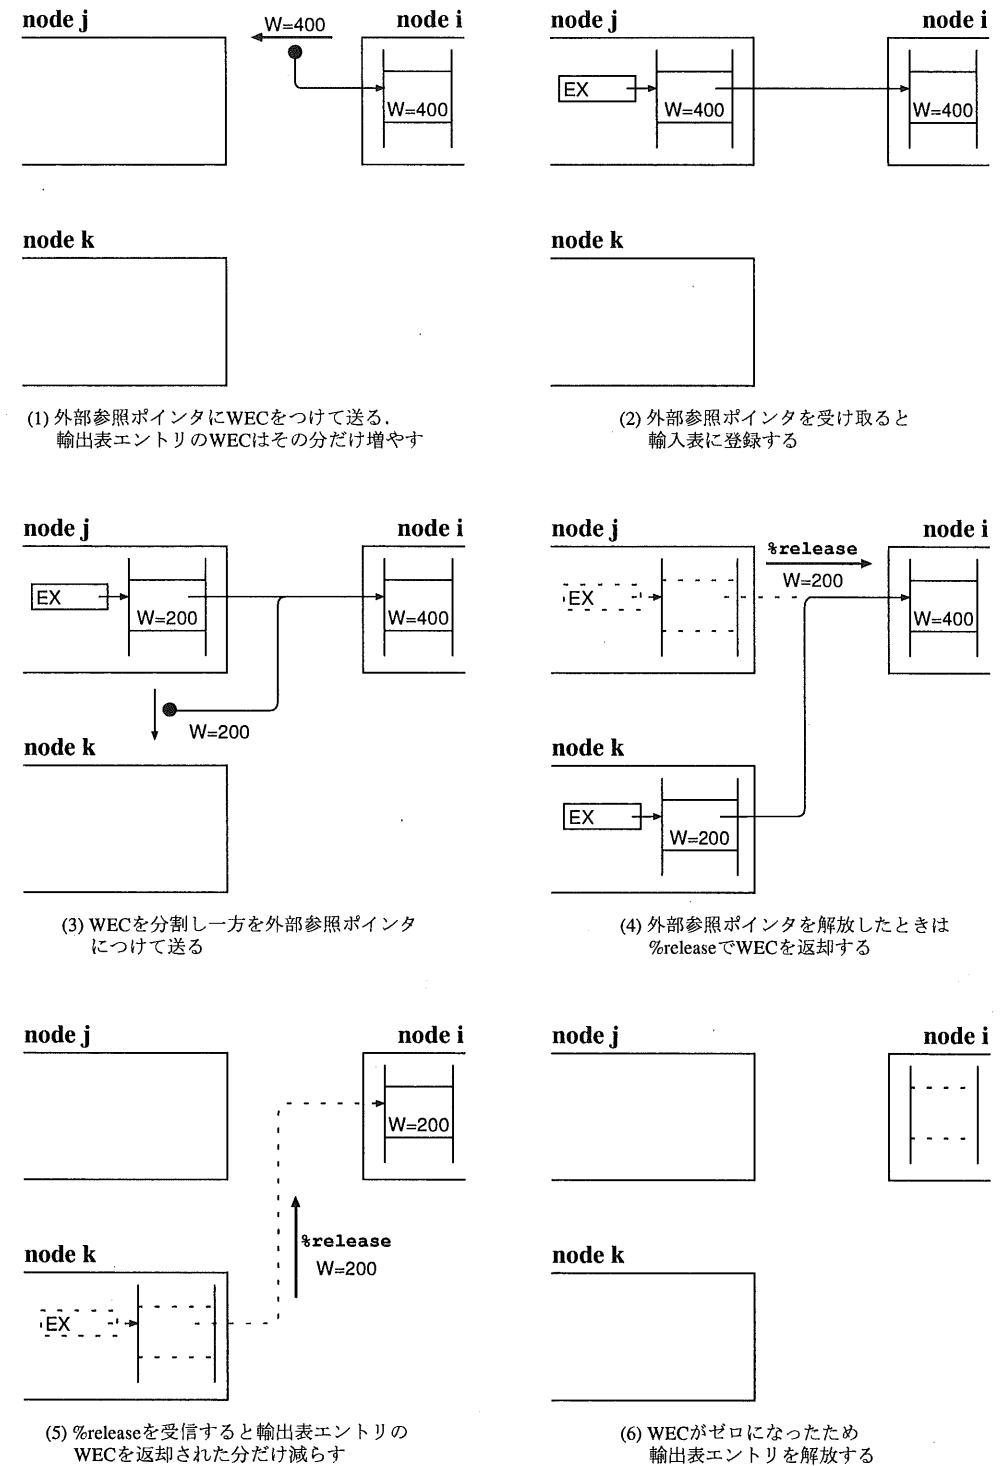 node j
node i
W=400
W=400
node k
(1) 外部参照ポインタにWECをつけて送る．
輸出表エントリのWECはその分だけ増やす
node j
node i
EX
W=400
W=400
node k
(2) 外部参照ポインタを受け取ると
輸入表に登録する
node j
node i
EX
W=200
W=400
W=200
node k
(3) WECを分割し一方を外部参照ポインタ
につけて送る
node j
node i
%release
W=200
EX
W=400
node k
EX
W=200
(4) 外部参照ポインタを解放したときは
%releaseでWECを返却する
node j
node i
W=200
%release
W=200
node k
EX
(5) %releaseを受信すると輸出表エントリの
WECを返却された分だけ減らす
node j
node i
node k
(6) WECがゼロになったため
輸出表エントリを解放する